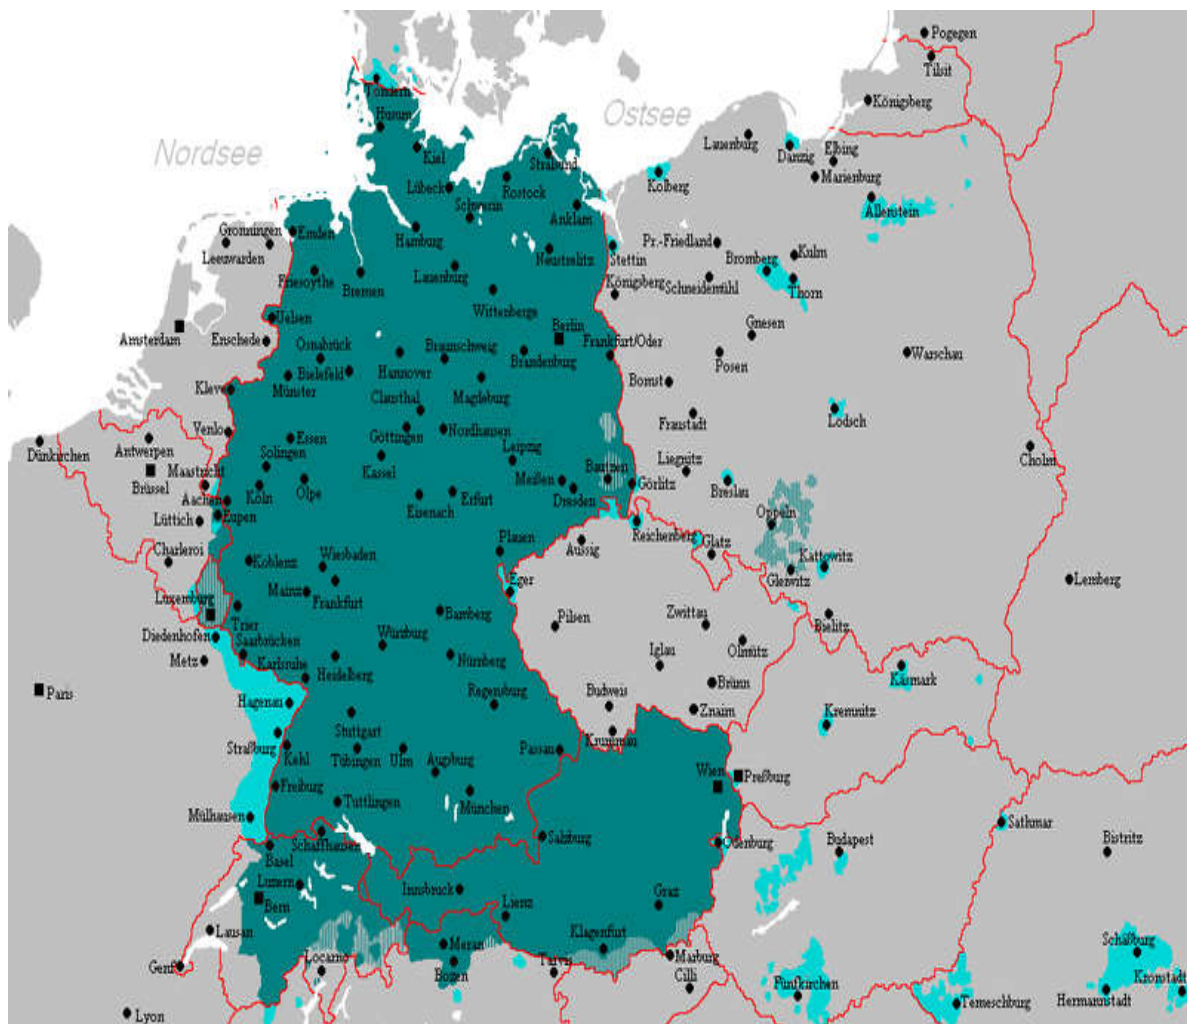 Pogegen
Tilsit
Königsberg
Ostsee
Nordsee
Tondern
Husum
Kiel
Lübeck
Schwerin
Rostock
Stralsund
Anklam
Kolberg
Lauenburg
Danzig
Elbing
Marienburg
Allenstein
Gronningen
Leeuwarden
Emden
Hamburg
Friesoythe
Bremen
Lauenburg
Neustrelitz
Stettin
Königsberg
Pr.-Friedland
Schneidemühl
Bromberg
Kulm
Thorn
Wittenberge
Uelsen
Amsterdam
Enschede
Osnabrück
Bielefeld
Münster
Hannover
Braunschweig
Brandenburg
Berlin
Frankfurt/Oder
Gnesen
Posen
Warschau
Kleve
Clausthal
Magdeburg
Bomst
Fraustadt
Lodsch
Dünkirchen
Antwerpen
Venlo
Essen
Göttingen
Nordhausen
Leipzig
Cholm
Brüssel
Maastricht
Solingen
Köln
Olpe
Kassel
Meißen
Dresden
Bautzen
Görlitz
Liegnitz
Breslau
Aachen
Eupen
Lüttich
Eisenach
Erfurt
Oppeln
Reichenberg
Glatz
Kattowitz
Gleiwitz
Charleroi
Koblenz
Wiesbaden
Plauen
Aussig
Eger
Lemberg
Luxemburg
Mainz
Frankfurt
Bamberg
Pilsen
Zwittau
Bielitz
Trier
Diedenhofen
Saarbrücken
Würzburg
Iglau
Olmütz
Metz
Karlsruhe
Heidelberg
Nürnberg
Käsmark
Paris
Hagenau
Regensburg
Budweis
Brünn
Znaim
Kremnitz
Straßburg
Kehl
Stuttgart
Tübingen
Ulm
Augsburg
Passau
Krummau
Wien
Preßburg
Freiburg
Tuttlingen
München
Mülhausen
Schaffhausen
Salzburg
Ödenburg
Budapest
Sathmar
Bistritz
Basel
Luzern
Bern
Innsbruck
Lienz
Graz
Lausan
Locarno
Meran
Bozen
Klagenfurt
Tarvis
Marburg
Cilli
Schäßburg
Genf
Fünfkirchen
Temeschburg
Hermannstadt
Kronstadt
Lyon